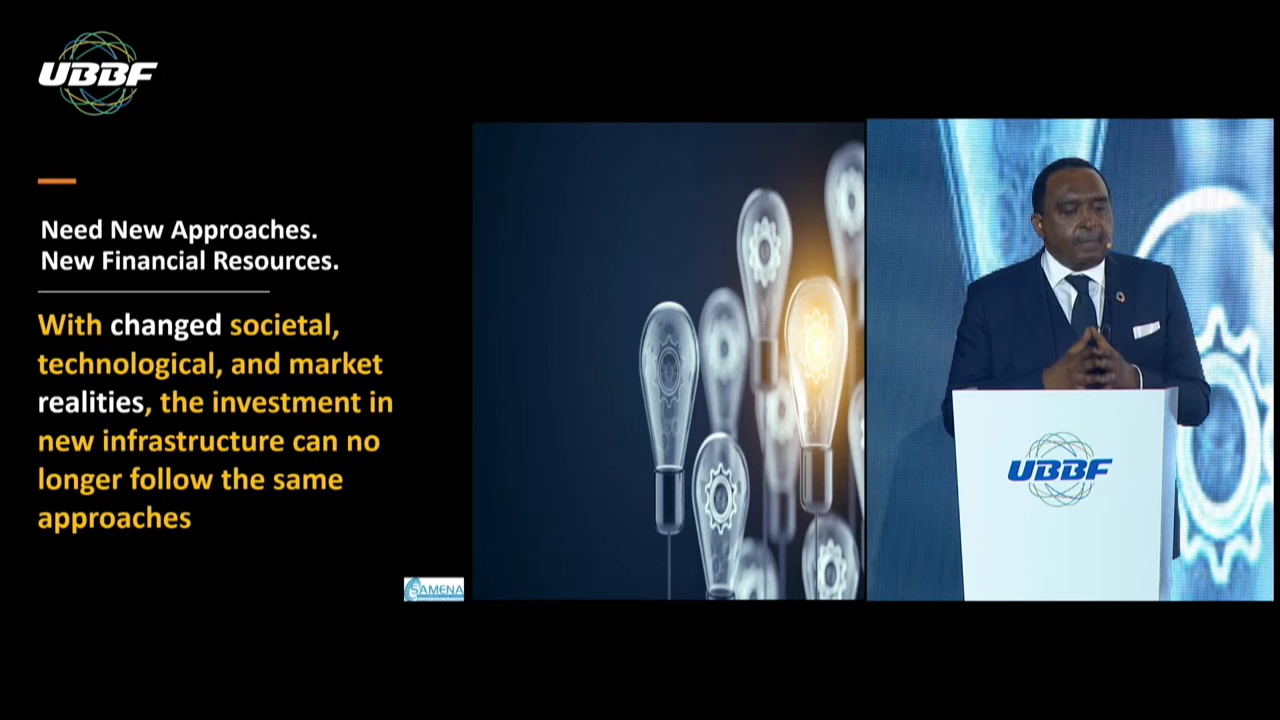 UBBF
Need New Approaches.
New Financial Resources.
With changed societal,
technological, and market
realities, the investment in
new infrastructure can no
longer follow the same
approaches
SAMENA
UBBF